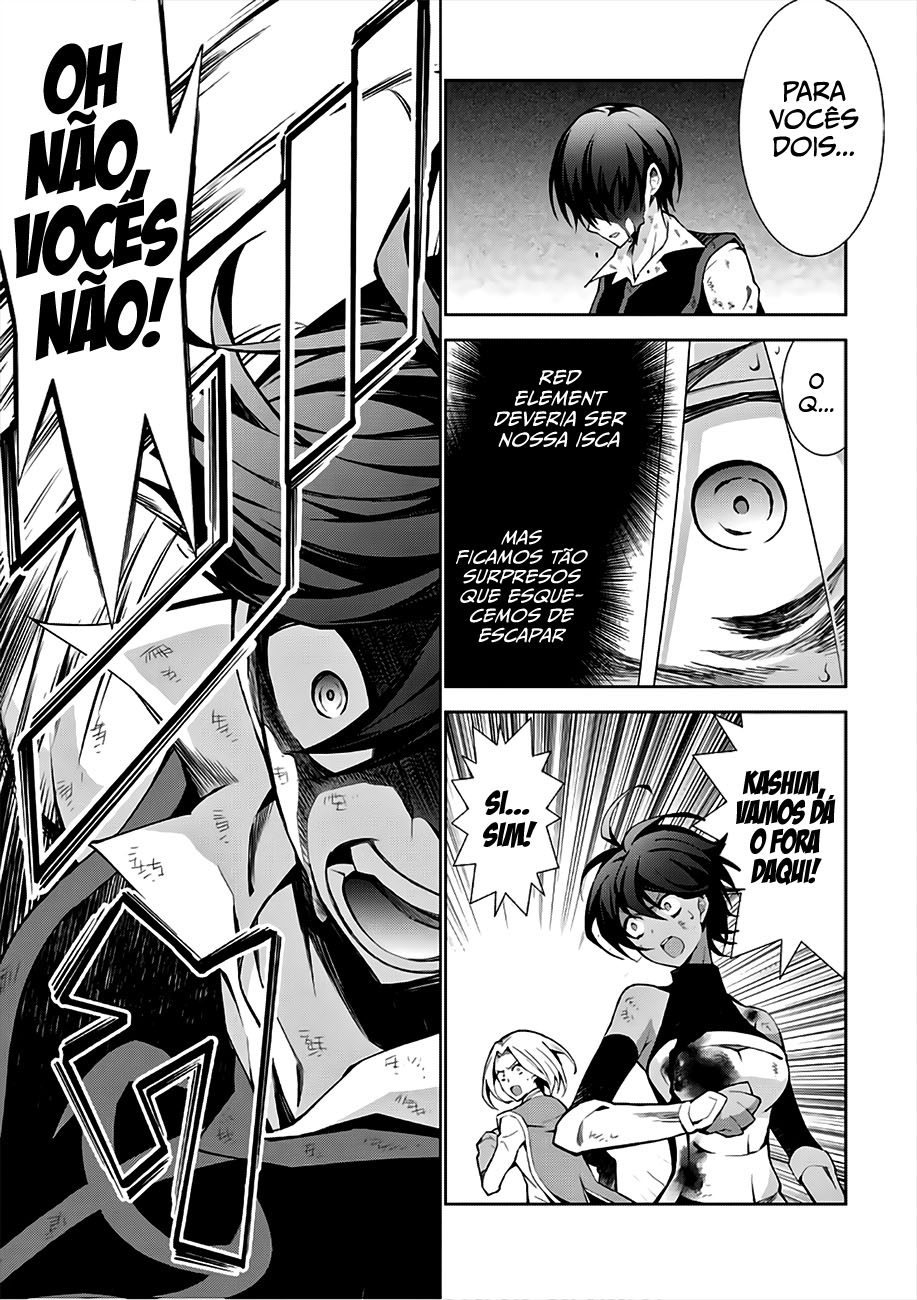 PARA
VOCÊS
DOIS...
O
Q...
RED
ELEMENT
DEVERIA SER
NOSSA ISCA
MAS
FICAMOS TÃO
SURPRESOS
QUE ESQUE-
CEMOS DE
ESCAPAR
KASHIM,
VAMOS DÁ
O FORA
DAQUI!
SI...
SIM!
OH
NÃO,
VOCÊS
NÃO!